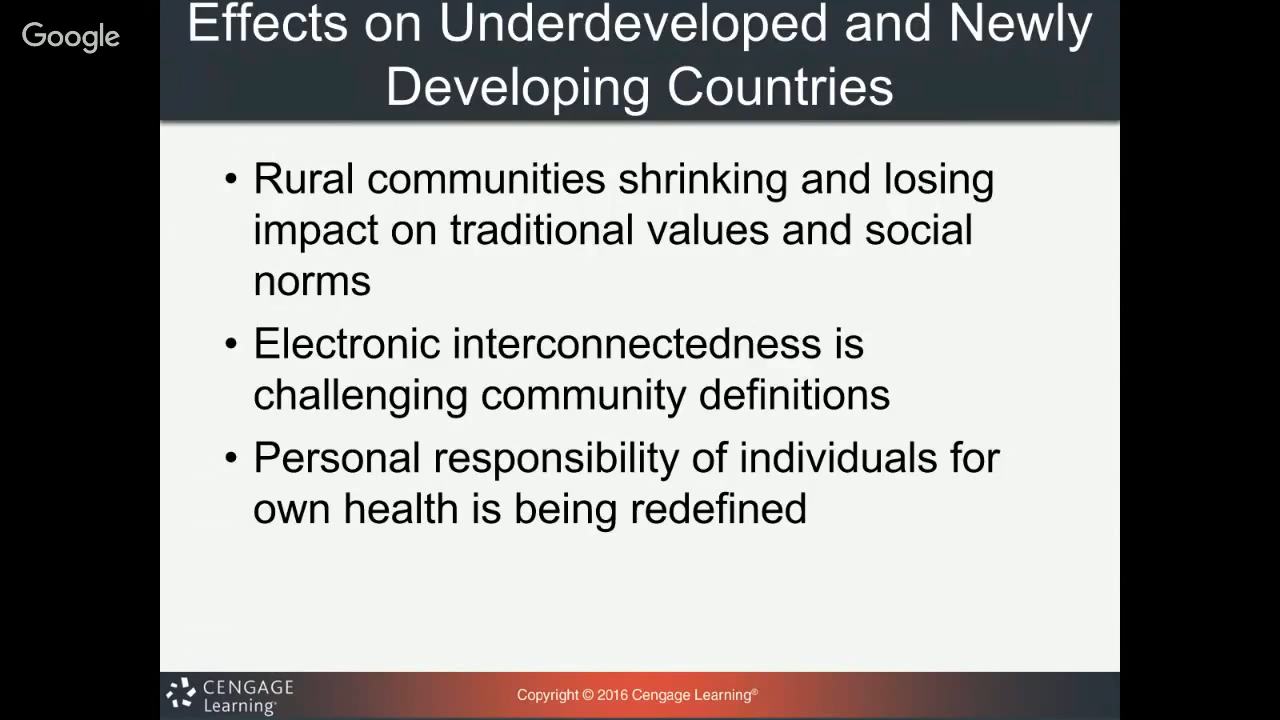 Google
Effects on Underdeveloped and Newly
Developing Countries
• Rural communities shrinking and losing
impact on traditional values and social
norms
• Electronic interconnectedness is
challenging community definitions
• Personal responsibility of individuals for
own health is being redefined
CENGAGE
Learning®
Copyright © 2016 Cengage Learning®